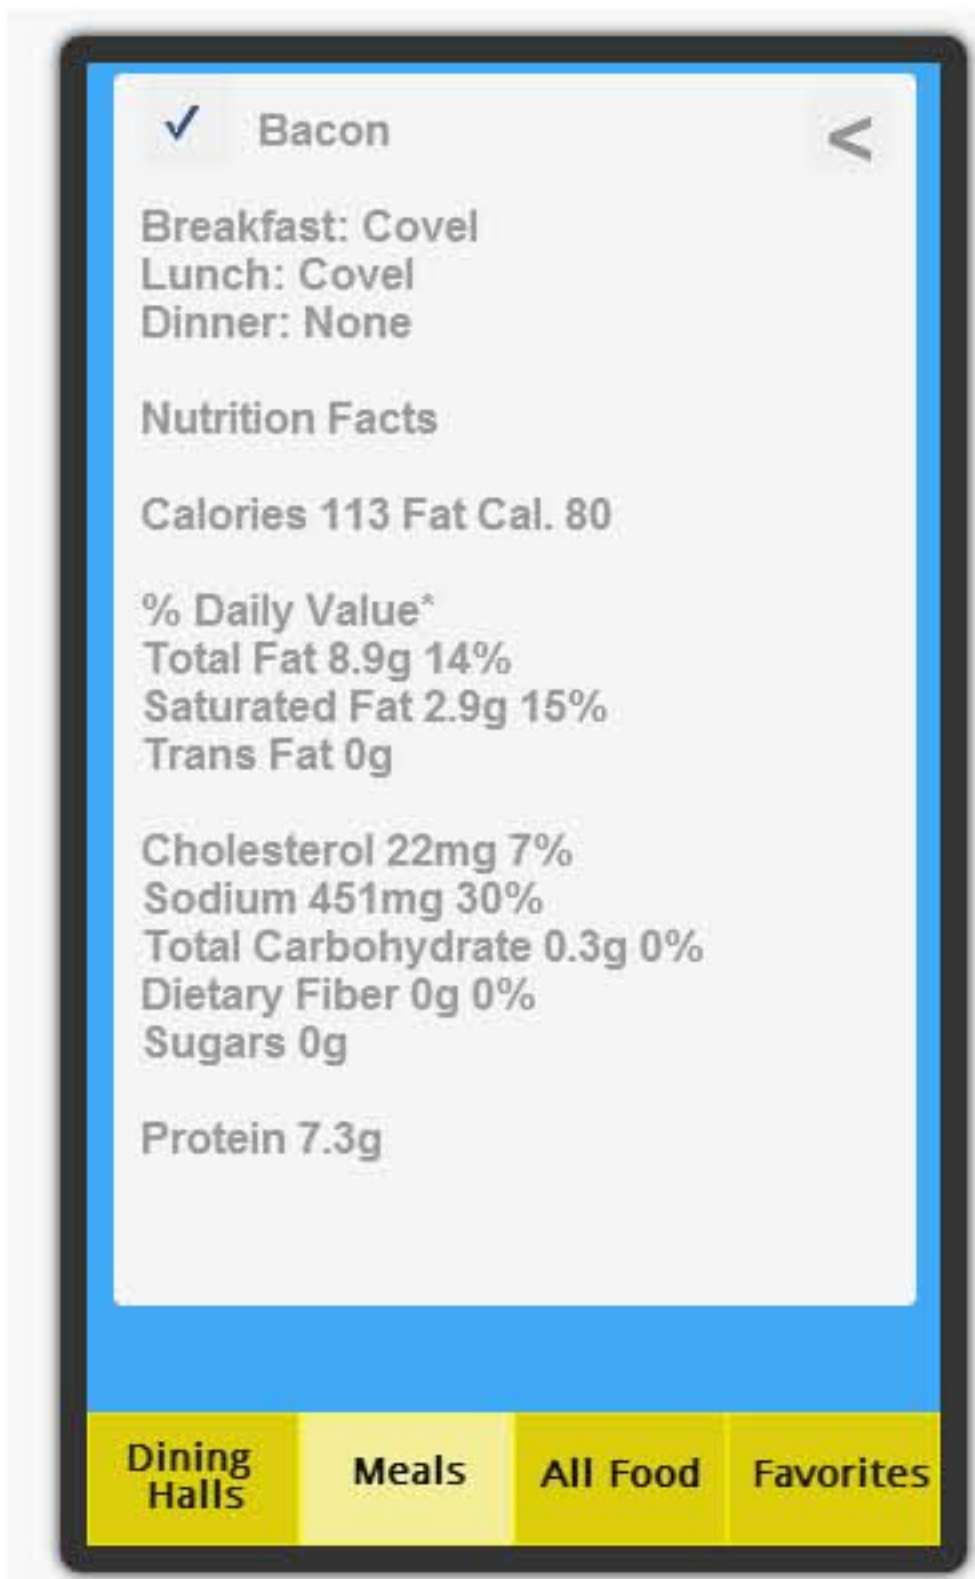 ✓ Bacon <
Breakfast: Covel
Lunch: Covel
Dinner: None
Nutrition Facts
Calories 113 Fat Cal. 80
% Daily Value*
Total Fat 8.9g 14%
Saturated Fat 2.9g 15%
Trans Fat 0g
Cholesterol 22mg 7%
Sodium 451mg 30%
Total Carbohydrate 0.3g 0%
Dietary Fiber 0g 0%
Sugars 0g
Protein 7.3g
Dining
Halls
Meals
All Food
Favorites